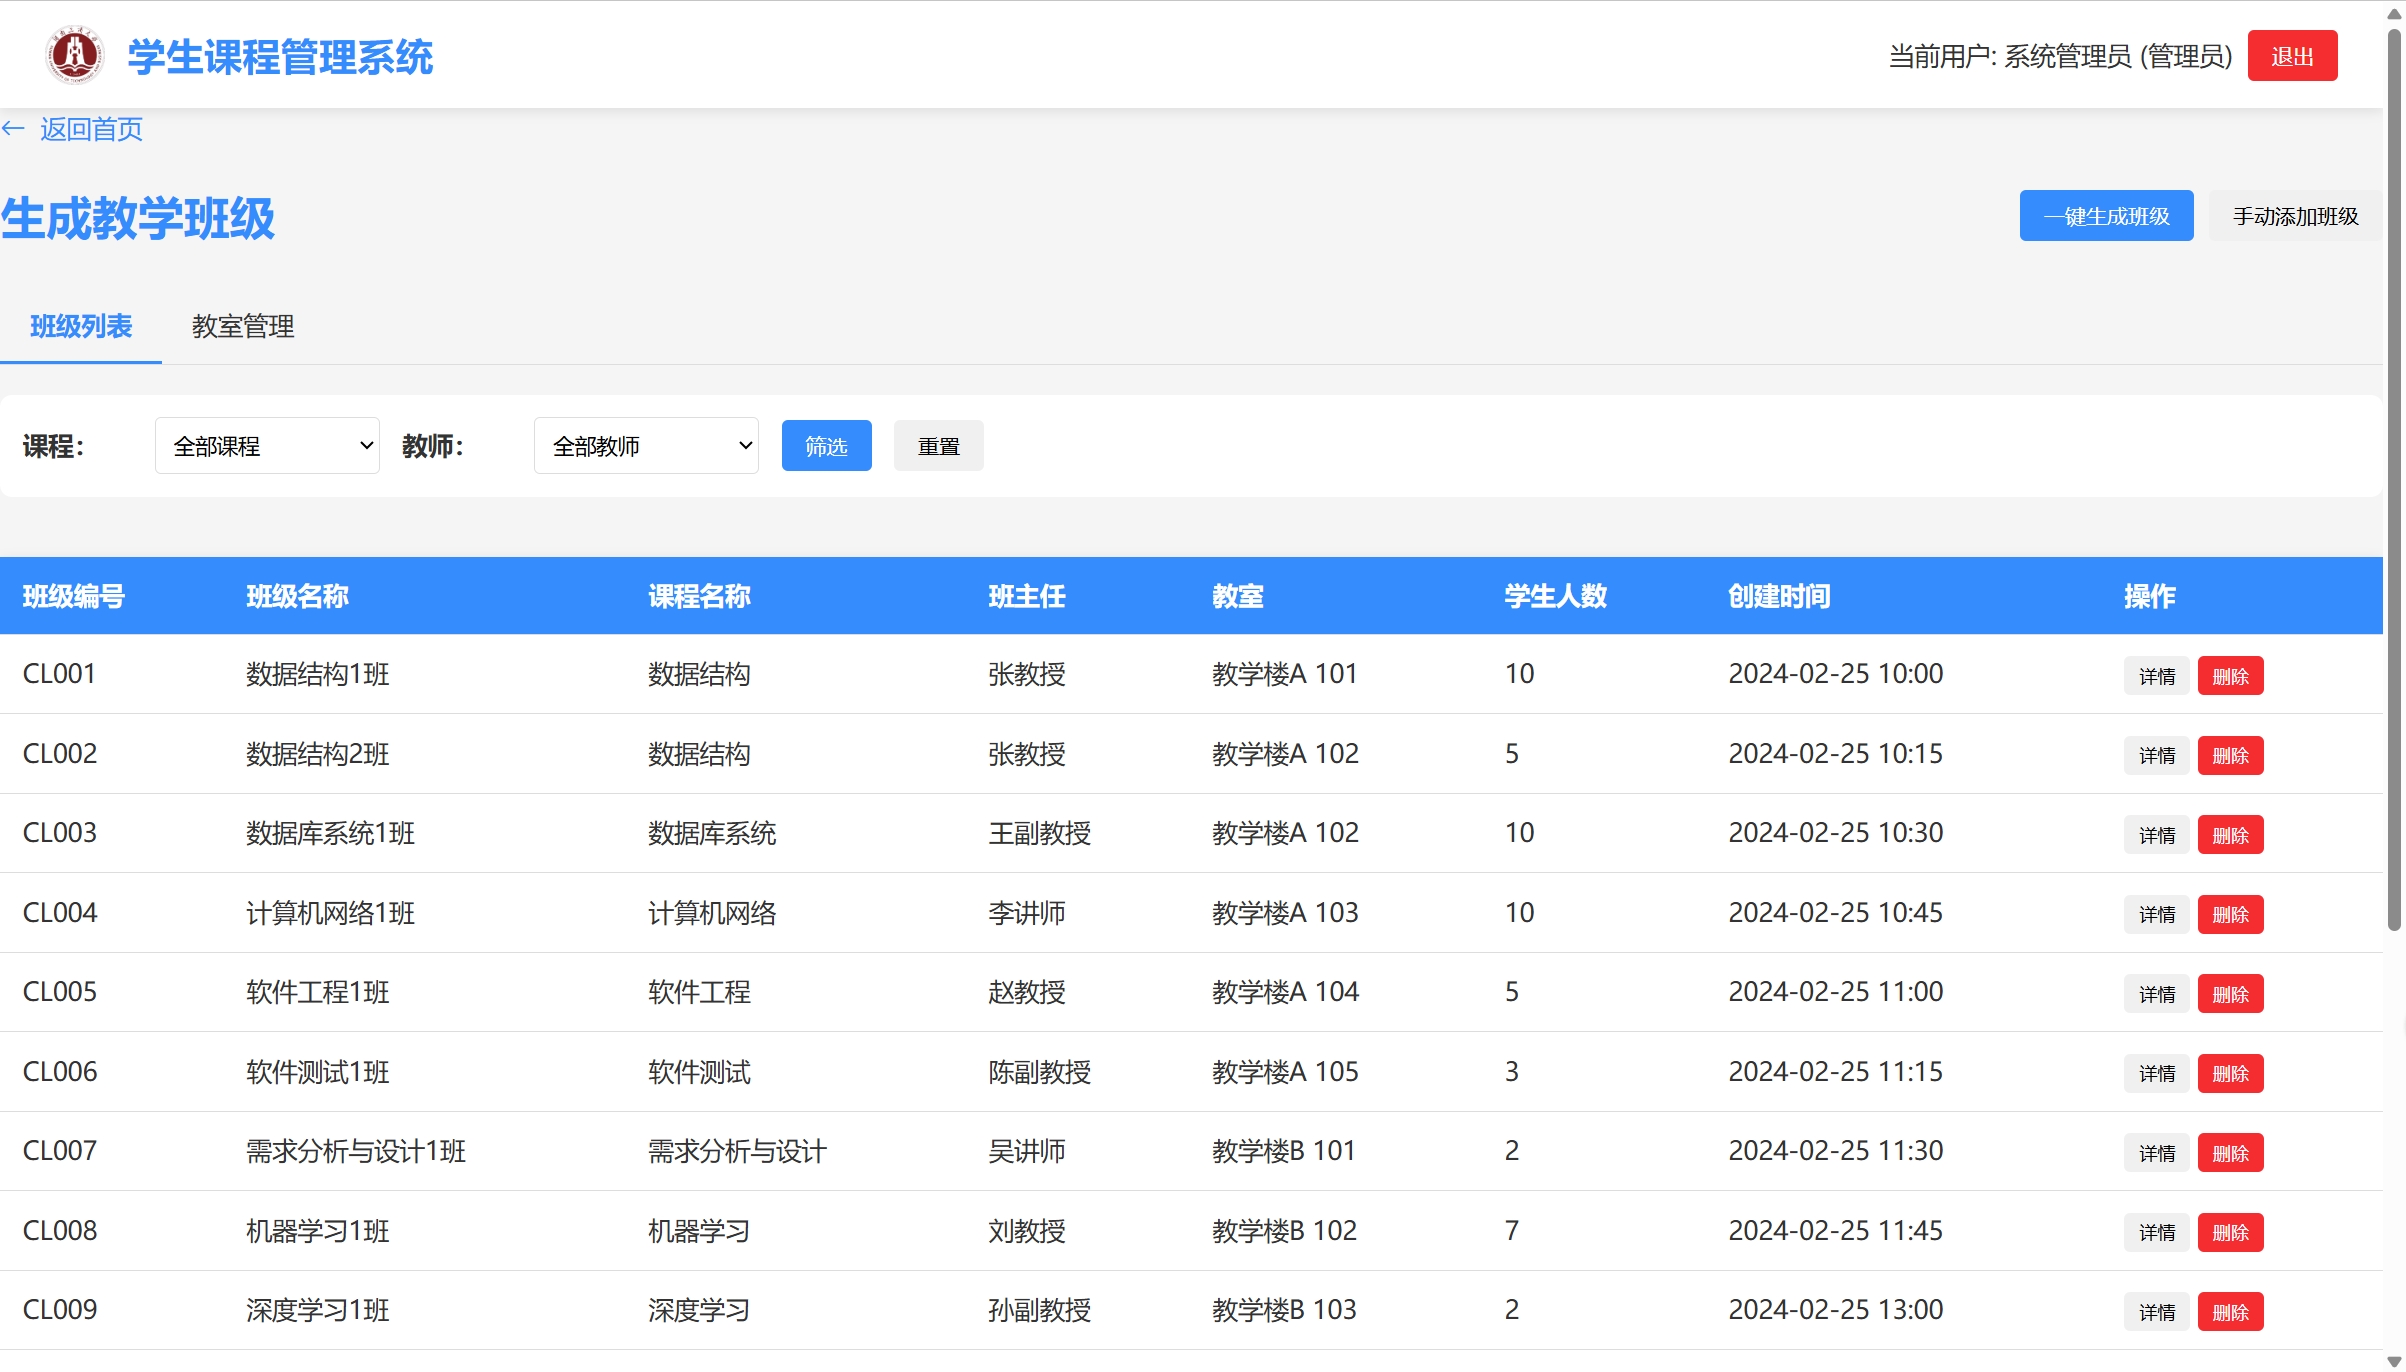 学生课程管理系统
当前用户: 系统管理员 (管理员) 退出
← 返回首页
生成教学班级
一键生成班级 手动添加班级
班级列表 教室管理
课程： 全部课程 教师： 全部教师 筛选 重置
班级编号 班级名称 课程名称 班主任 教室 学生人数 创建时间 操作
CL001 数据结构1班 数据结构 张教授 教学楼A 101 10 2024-02-25 10:00 详情 删除
CL002 数据结构2班 数据结构 张教授 教学楼A 102 5 2024-02-25 10:15 详情 删除
CL003 数据库系统1班 数据库系统 王副教授 教学楼A 102 10 2024-02-25 10:30 详情 删除
CL004 计算机网络1班 计算机网络 李讲师 教学楼A 103 10 2024-02-25 10:45 详情 删除
CL005 软件工程1班 软件工程 赵教授 教学楼A 104 5 2024-02-25 11:00 详情 删除
CL006 软件测试1班 软件测试 陈副教授 教学楼A 105 3 2024-02-25 11:15 详情 删除
CL007 需求分析与设计1班 需求分析与设计 吴讲师 教学楼B 101 2 2024-02-25 11:30 详情 删除
CL008 机器学习1班 机器学习 刘教授 教学楼B 102 7 2024-02-25 11:45 详情 删除
CL009 深度学习1班 深度学习 孙副教授 教学楼B 103 2 2024-02-25 13:00 详情 删除